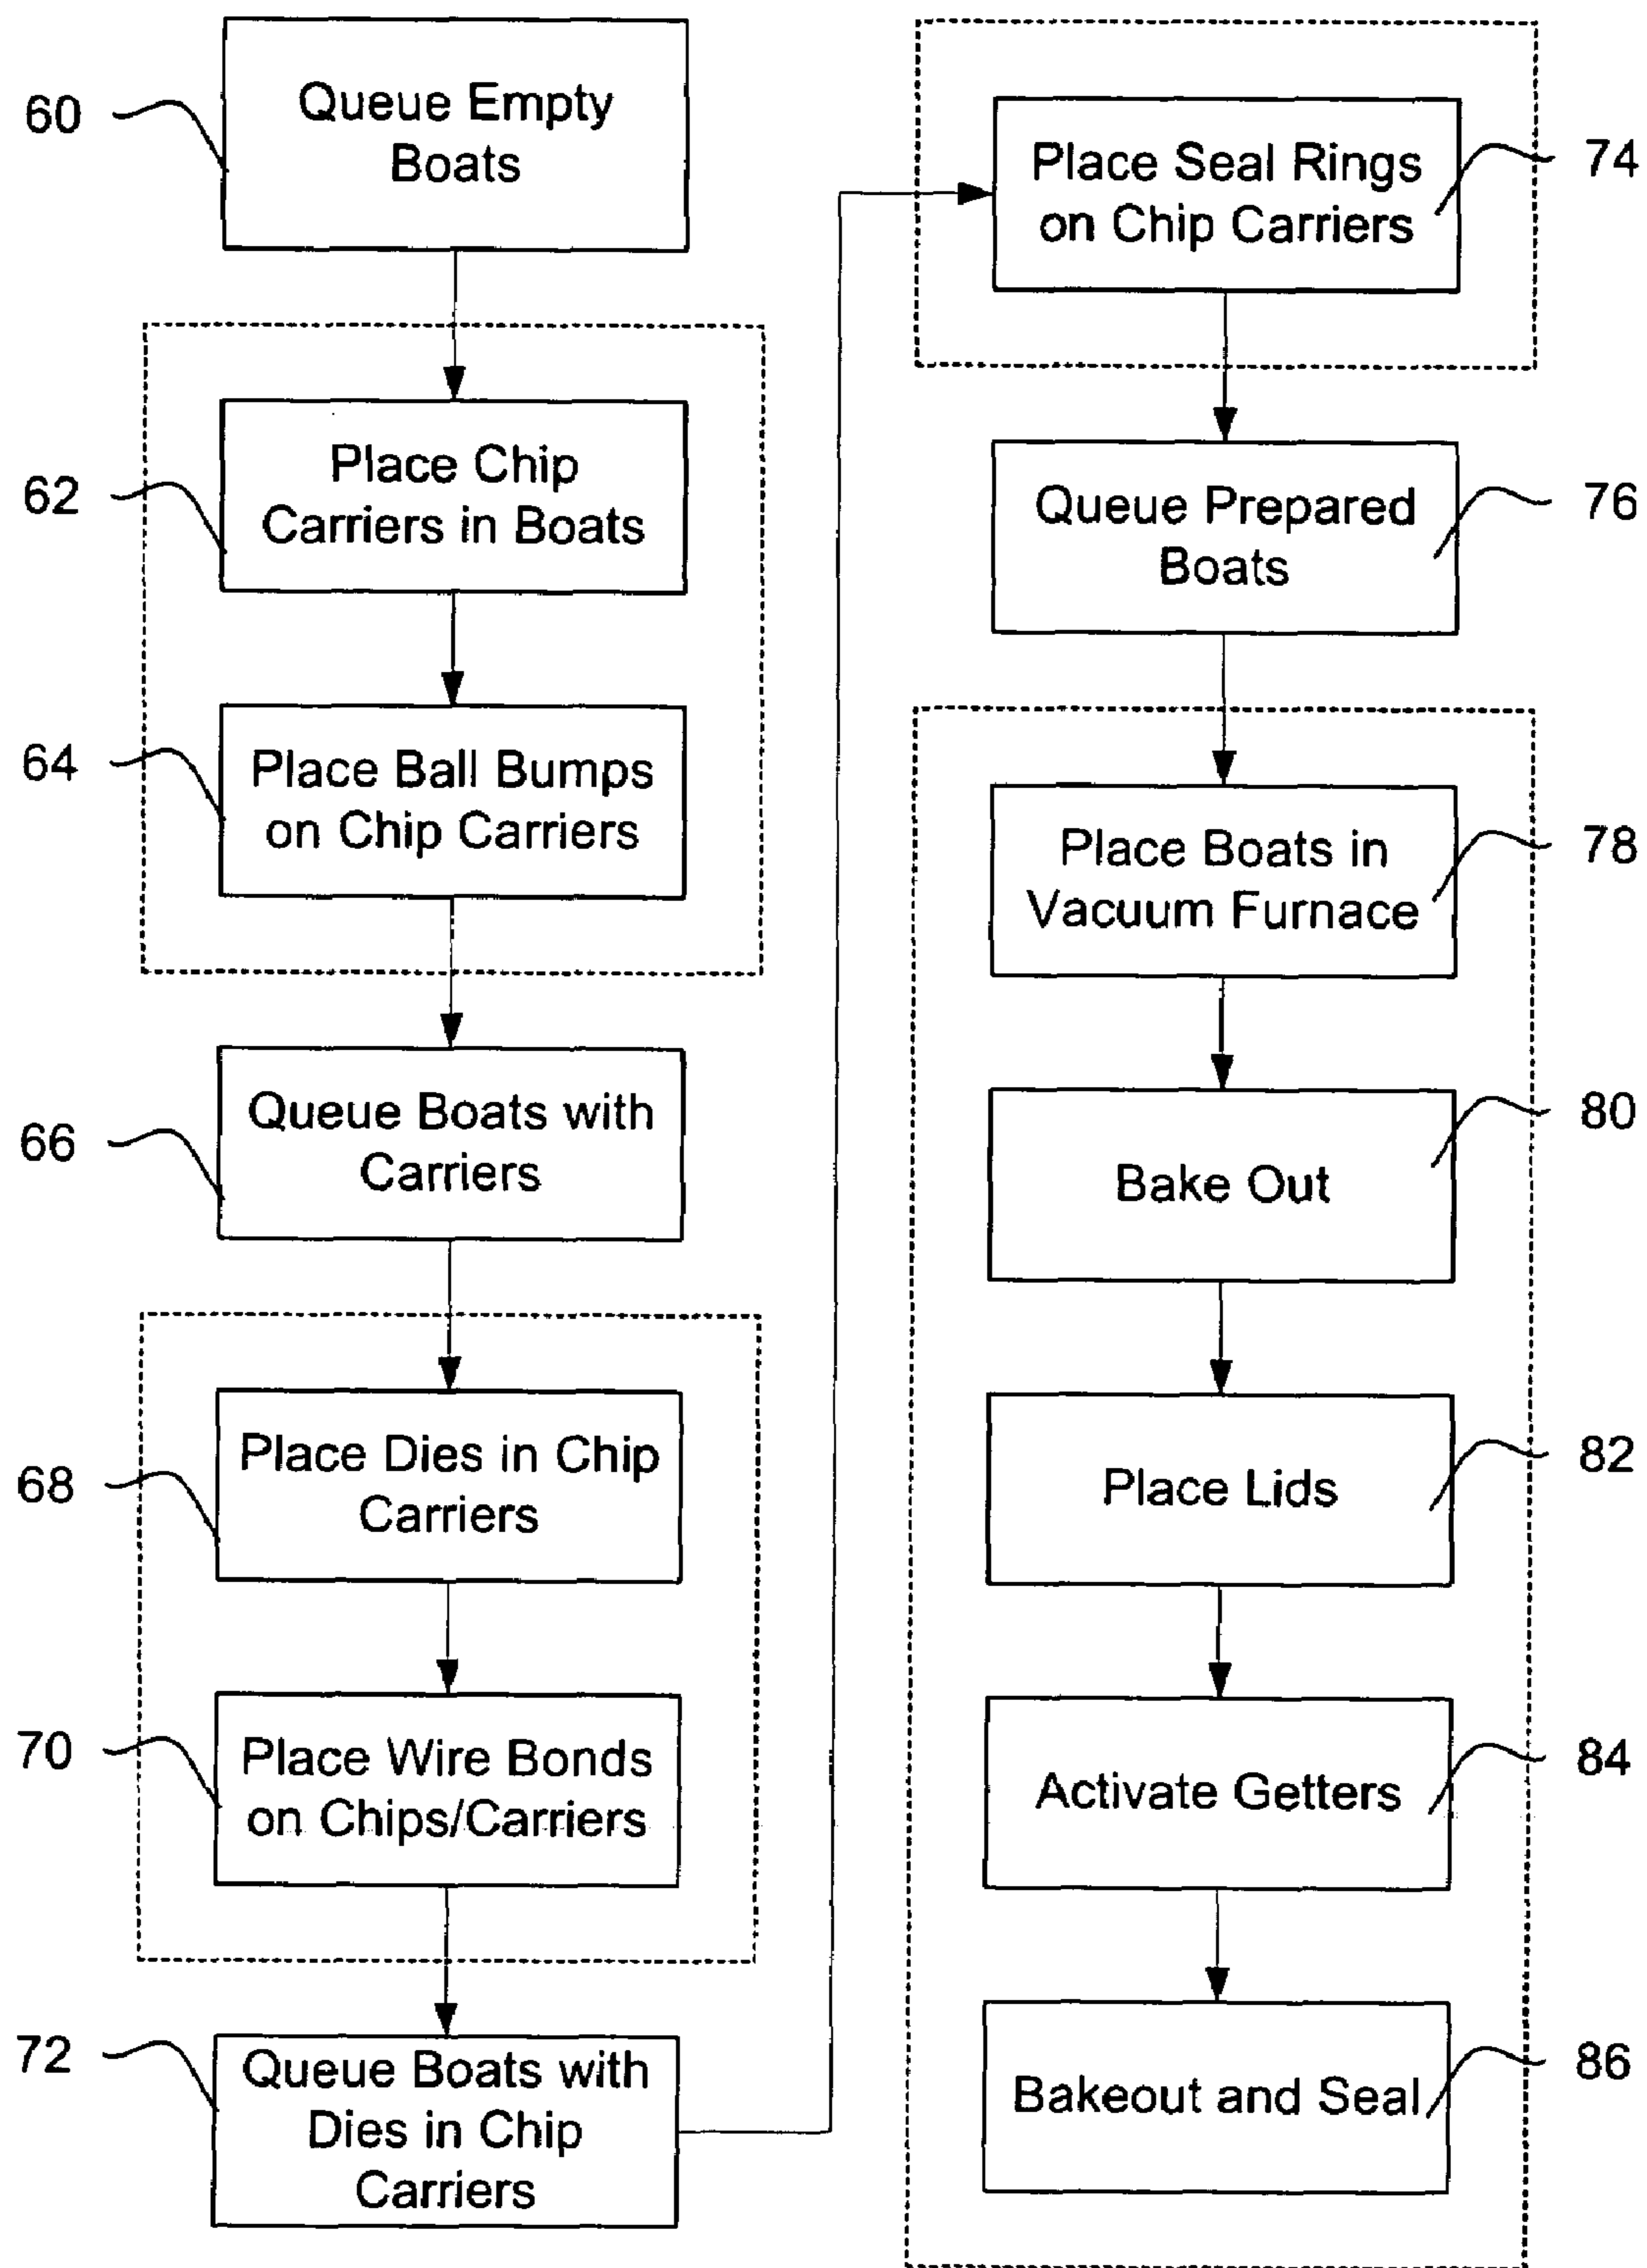 60
Queue Empty
Boats
62
Place Chip
Carriers in Boats
64
Place Ball Bumps
on Chip Carriers
66
Queue Boats with
Carriers
68
Place Dies in Chip
Carriers
70
Place Wire Bonds
on Chips/Carriers
72
Queue Boats with
Dies in Chip
Carriers
Place Seal Rings
on Chip Carriers
74
Queue Prepared
Boats
76
Place Boats in
Vacuum Furnace
78
Bake Out
80
Place Lids
82
Activate Getters
84
Bakeout and Seal
86